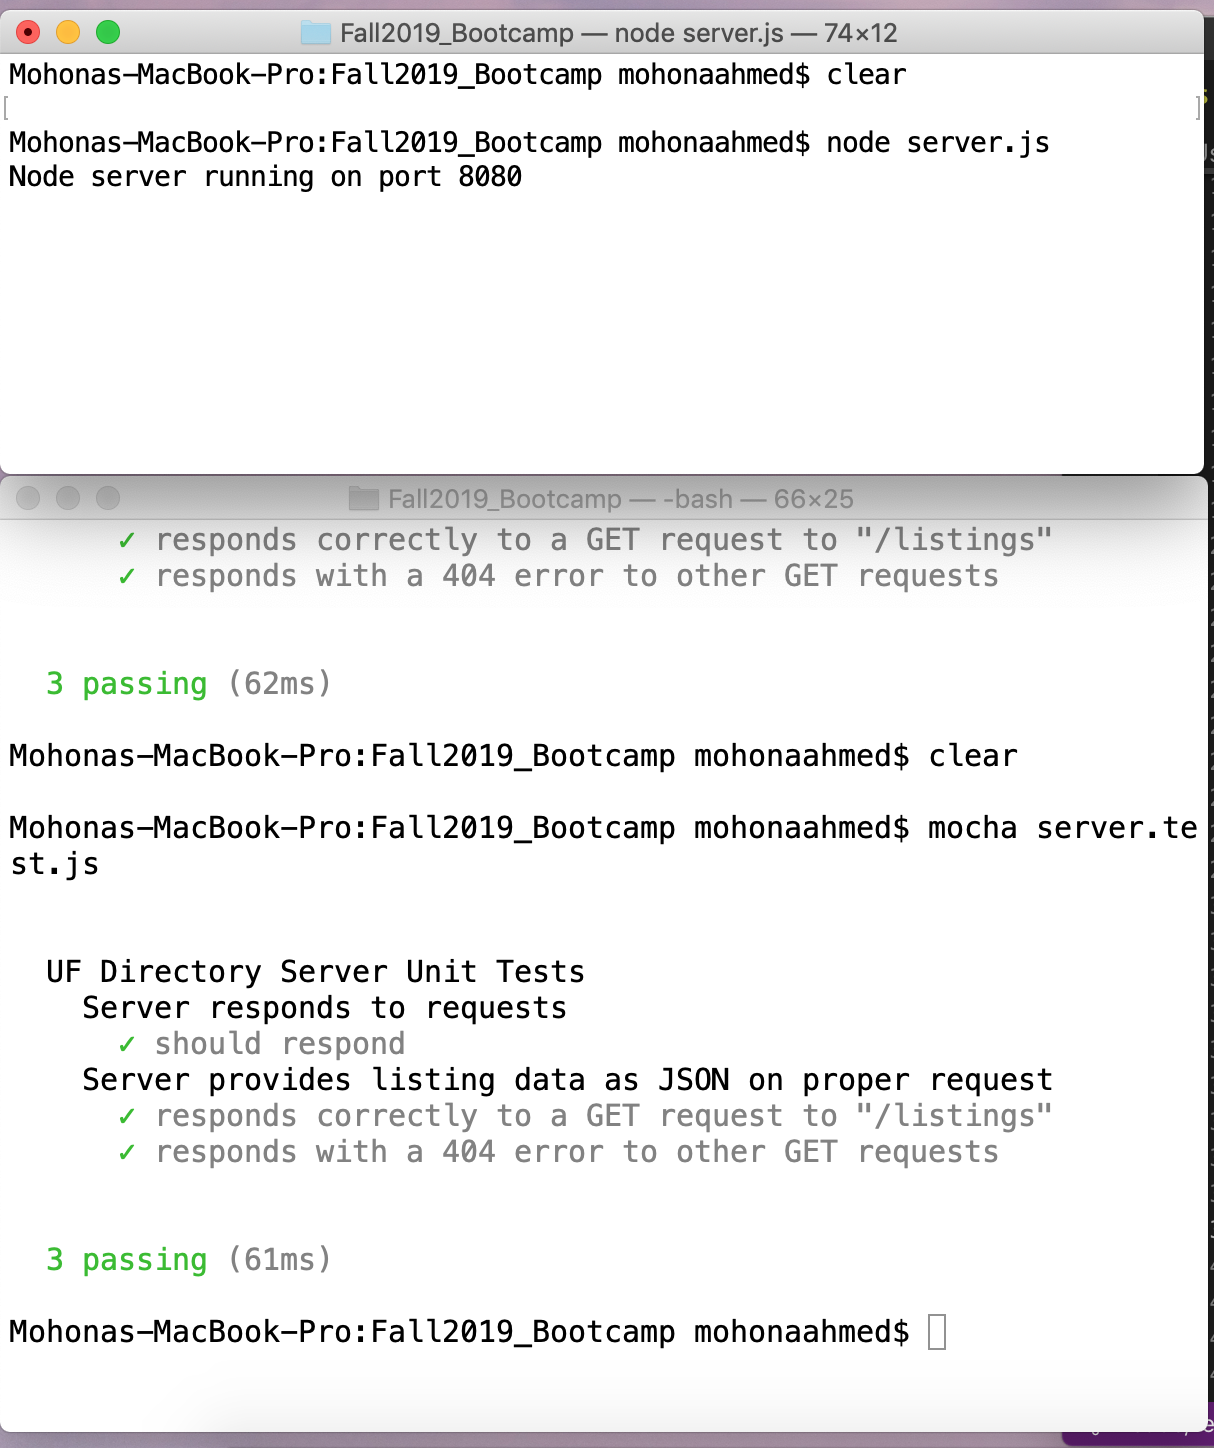 Fall2019_Bootcamp — node server.js — 74×12
Mohonas-MacBook-Pro:Fall2019_Bootcamp mohonaahmed$ clear
[ ]
Mohonas-MacBook-Pro:Fall2019_Bootcamp mohonaahmed$ node server.js
Node server running on port 8080
Fall2019_Bootcamp — -bash — 66×25
✓ responds correctly to a GET request to "/listings"
✓ responds with a 404 error to other GET requests
3 passing (62ms)
Mohonas-MacBook-Pro:Fall2019_Bootcamp mohonaahmed$ clear
Mohonas-MacBook-Pro:Fall2019_Bootcamp mohonaahmed$ mocha server.te
st.js
UF Directory Server Unit Tests
Server responds to requests
✓ should respond
Server provides listing data as JSON on proper request
✓ responds correctly to a GET request to "/listings"
✓ responds with a 404 error to other GET requests
3 passing (61ms)
Mohonas-MacBook-Pro:Fall2019_Bootcamp mohonaahmed$